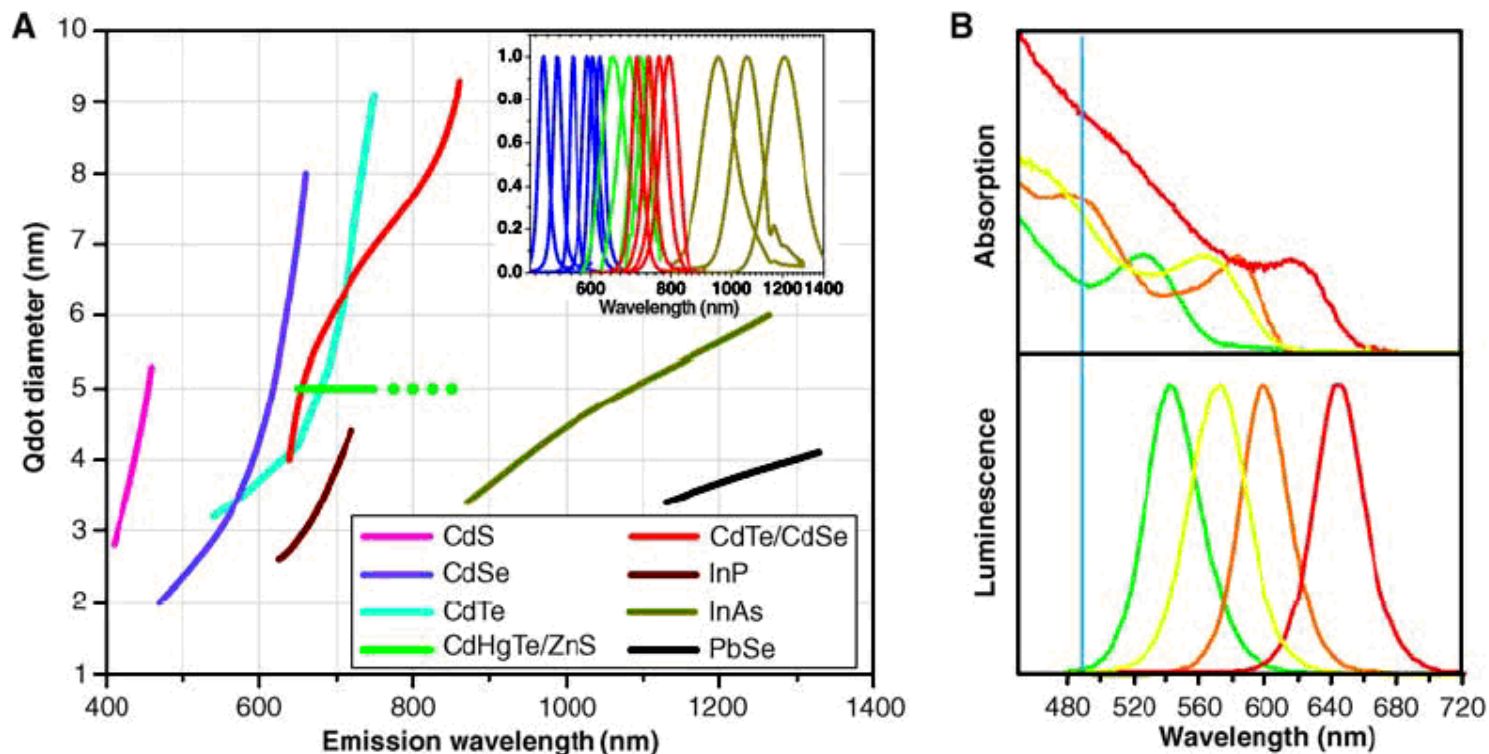 A
Qdot diameter (nm)
10
9
8
7
6
5
4
3
2
1
400
600
800
1000
1200
1400
Emission wavelength (nm)
1.0
0.8
0.6
0.4
0.2
0.0
600
800
1000
1200
1400
Wavelength (nm)
CdS
CdSe
CdTe
CdHgTe/ZnS
CdTe/CdSe
InP
InAs
PbSe
B
Absorption
Luminescence
480
520
560
600
640
680
720
Wavelength (nm)